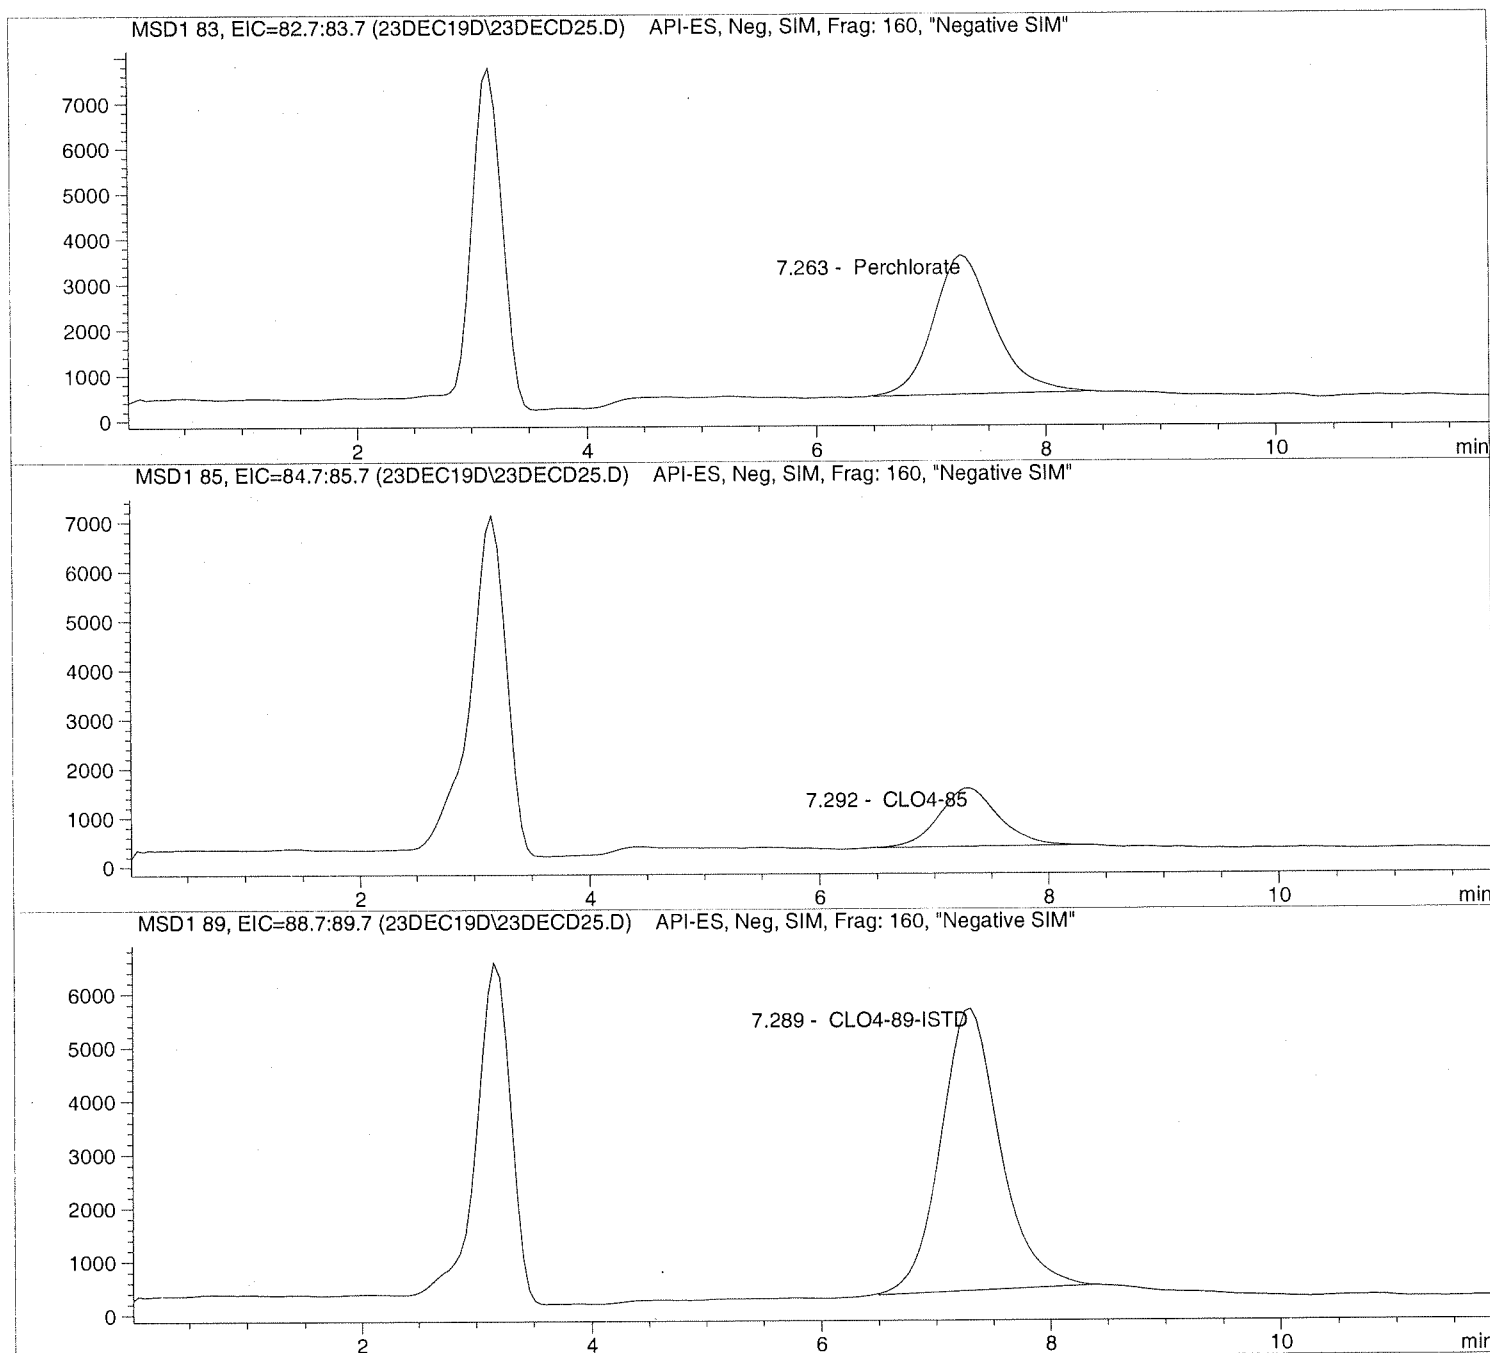 MSD1 83, EIC=82.7:83.7 (23DEC19D\23DECD25.D) API-ES, Neg, SIM, Frag: 160, "Negative SIM"
7000
6000
5000
4000
3000
2000
1000
0
7.263 - Perchlorate
2 4 6 8 10 min
MSD1 85, EIC=84.7:85.7 (23DEC19D\23DECD25.D) API-ES, Neg, SIM, Frag: 160, "Negative SIM"
7000
6000
5000
4000
3000
2000
1000
0
7.292 - CLO4-85
2 4 6 8 10 min
MSD1 89, EIC=88.7:89.7 (23DEC19D\23DECD25.D) API-ES, Neg, SIM, Frag: 160, "Negative SIM"
6000
5000
4000
3000
2000
1000
0
7.289 - CLO4-89-ISTD
2 4 6 8 10 min